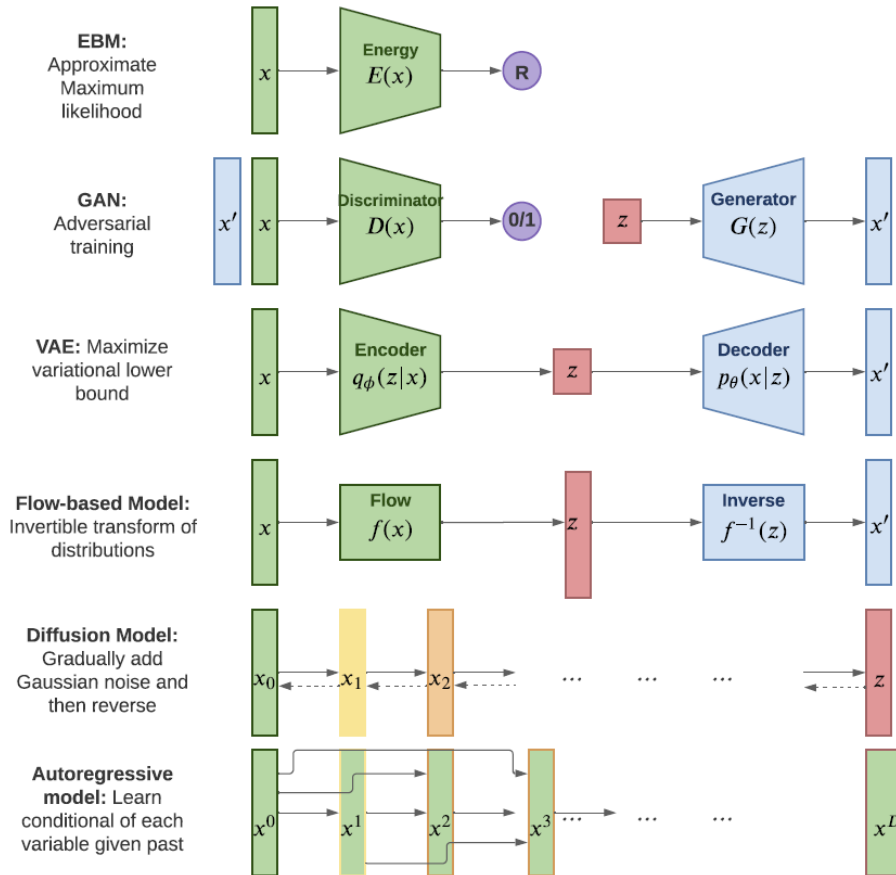 EBM:
Approximate
Maximum
likelihood
x
Energy
E(x)
R
GAN:
Adversarial
training
x′
x
Discriminator
D(x)
0/1
z
Generator
G(z)
x′
VAE: Maximize
variational lower
bound
x
Encoder
qϕ(z|x)
z
Decoder
pθ(x|z)
x′
Flow-based Model:
Invertible transform of
distributions
x
Flow
f(x)
z
Inverse
f⁻¹(z)
x′
Diffusion Model:
Gradually add
Gaussian noise and
then reverse
x₀
x₁
x₂
...
...
...
z
Autoregressive
model: Learn
conditional of each
variable given past
x⁰
x¹
x²
x³
...
...
...